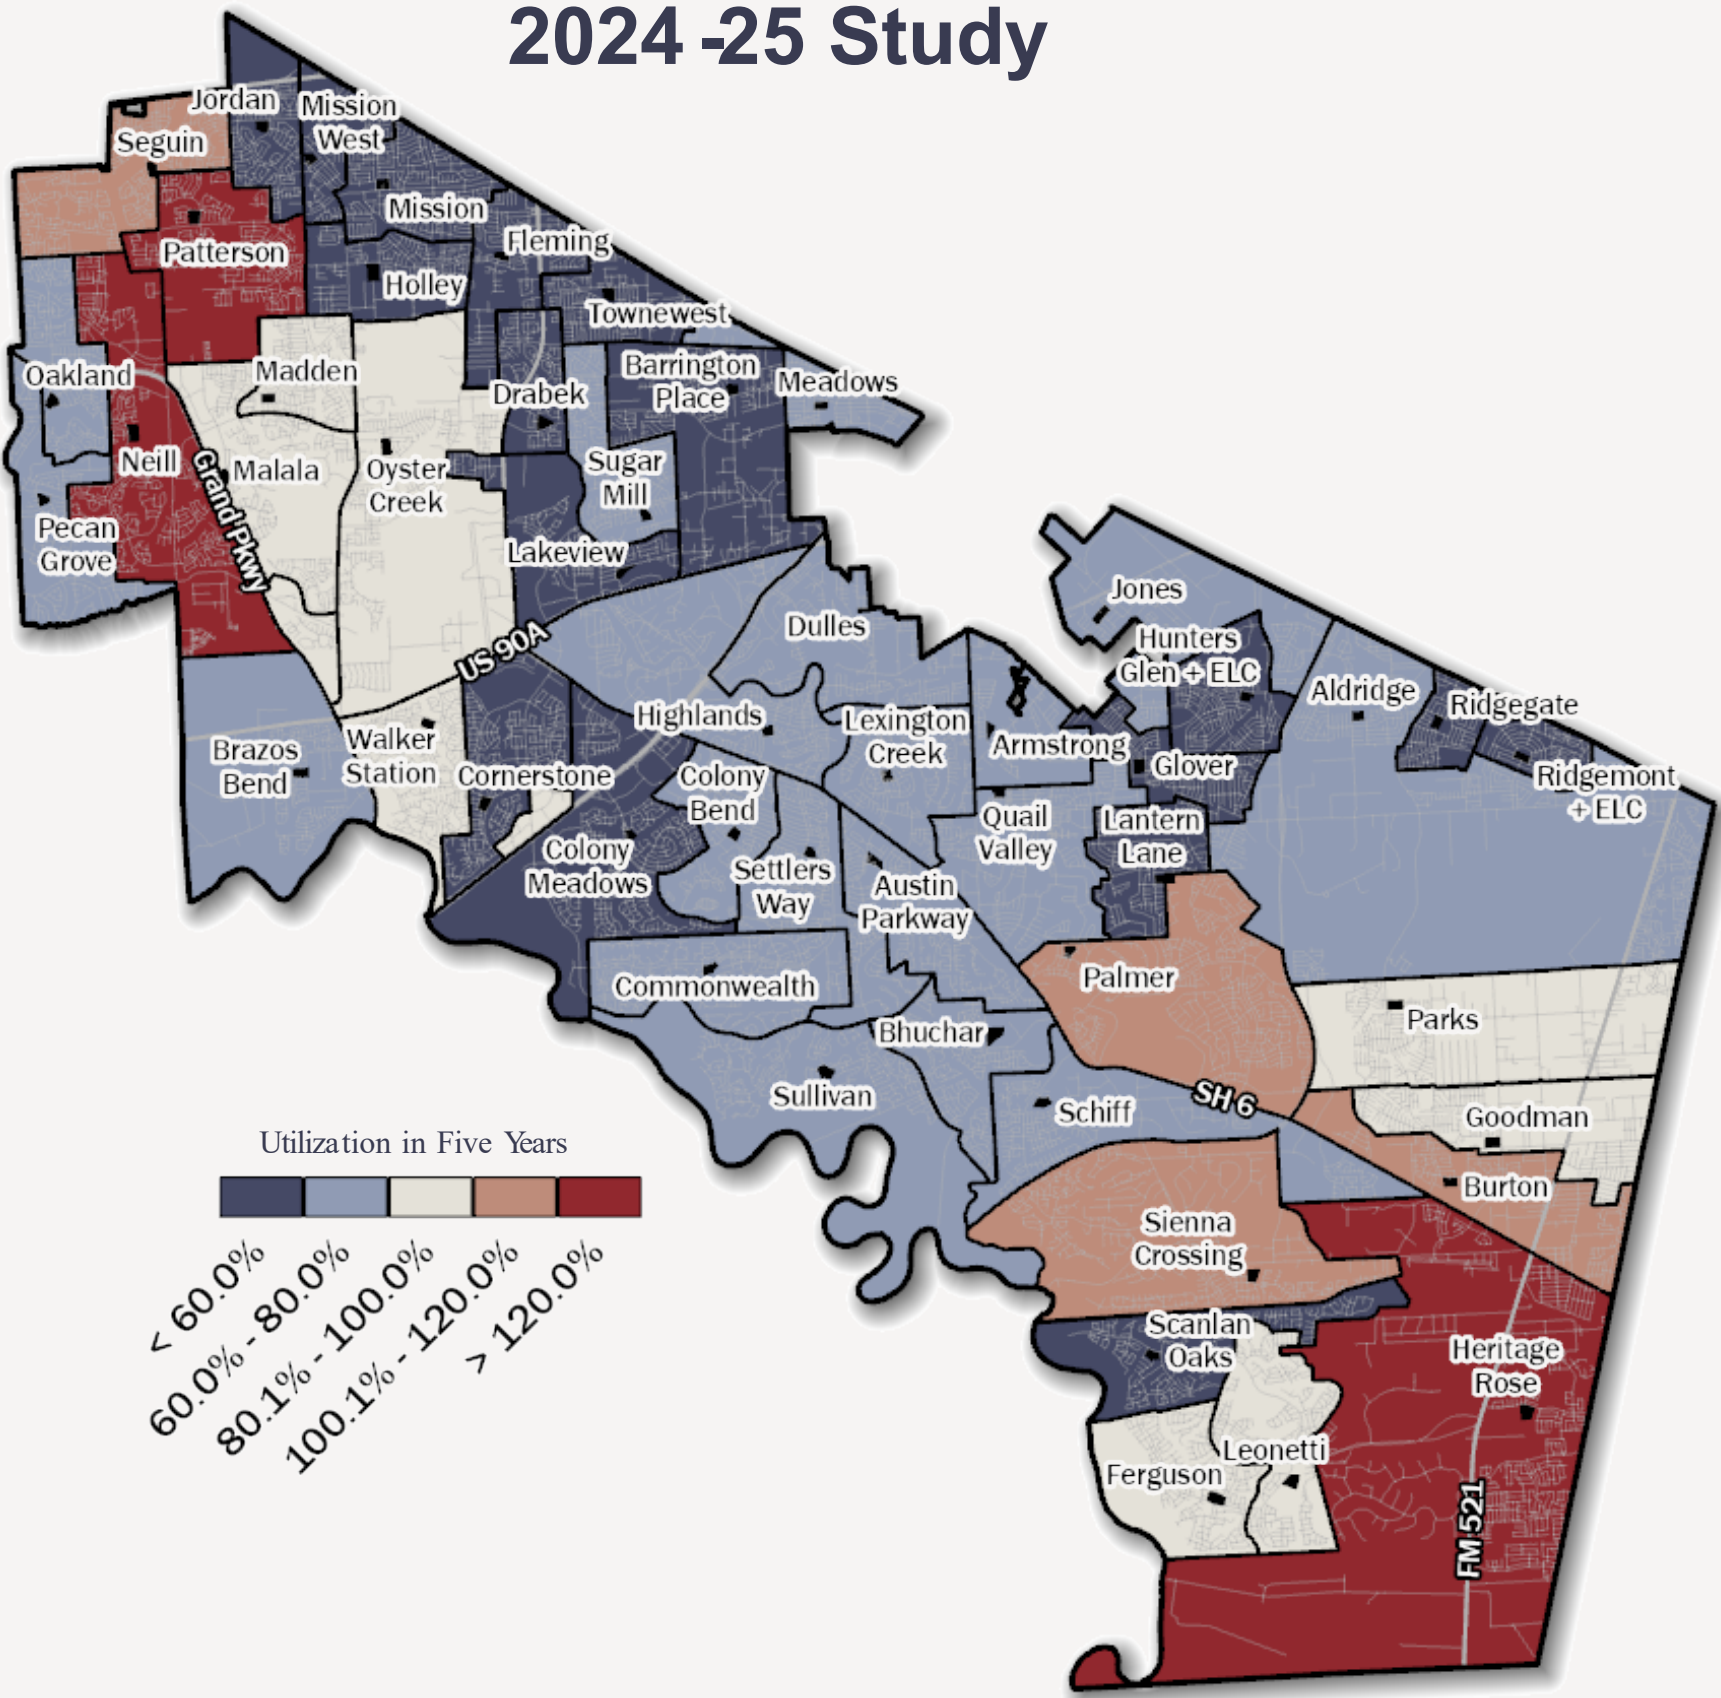 2024-25 Study
Jordan
Mission
West
Seguin
Mission
Patterson
Fleming
Holley
Townewest
Oakland
Madden
Barrington
Place
Meadows
Drabek
Neill
Grand Pkwy
Malala
Oyster
Creek
Sugar
Mill
Pecan
Grove
Lakeview
US 90A
Dulles
Jones
Hunters
Glen + ELC
Aldridge
Ridgegate
Highlands
Lexington
Creek
Armstrong
Glover
Ridgemont
+ ELC
Brazos
Bend
Walker
Station
Cornerstone
Colony
Bend
Quail
Valley
Lantern
Lane
Colony
Meadows
Settlers
Way
Austin
Parkway
Commonwealth
Palmer
Parks
Bhuchar
Sullivan
Schiff
SH 6
Goodman
Burton
Utilization in Five Years
< 60.0%
60.0% - 80.0%
80.1% - 100.0%
100.1% - 120.0%
> 120.0%
Sienna
Crossing
Scanlan
Oaks
Heritage
Rose
Leonetti
Ferguson
FM 521